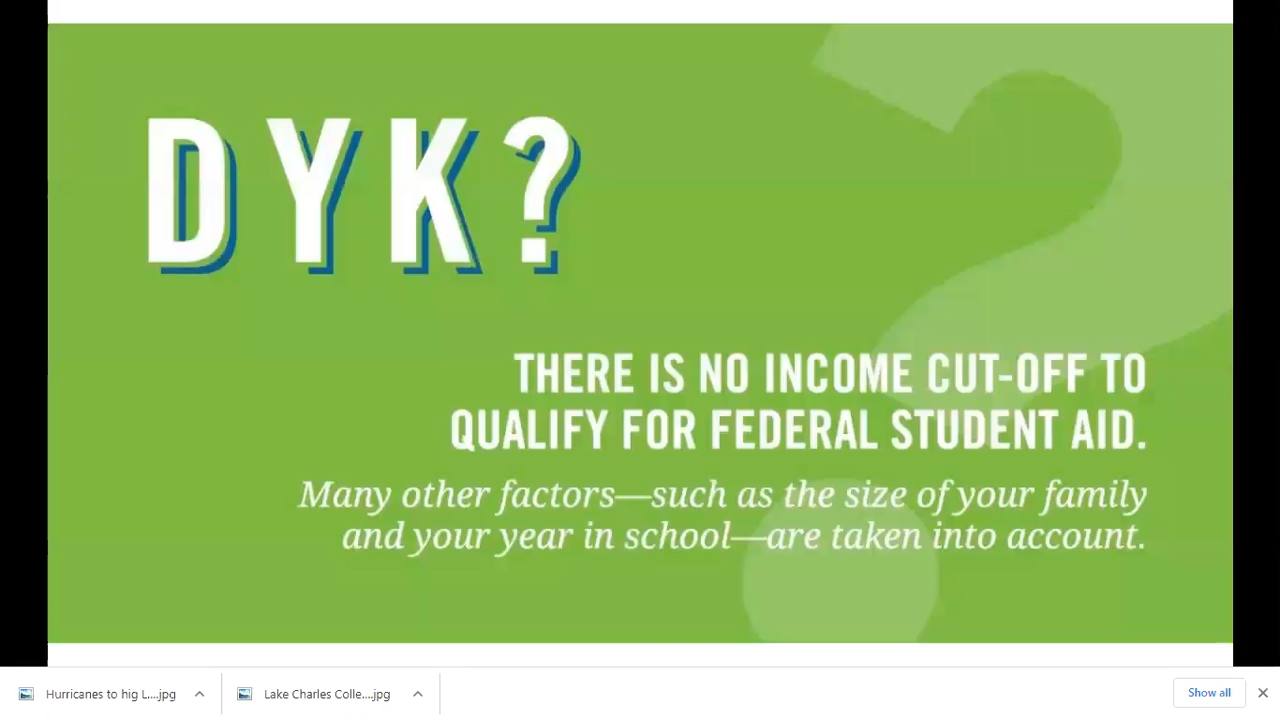 DYK?
THERE IS NO INCOME CUT-OFF TO
QUALIFY FOR FEDERAL STUDENT AID.
Many other factors—such as the size of your family
and your year in school—are taken into account.
Hurricanes to hig L....jpg
Lake Charles Colle....jpg
Show all